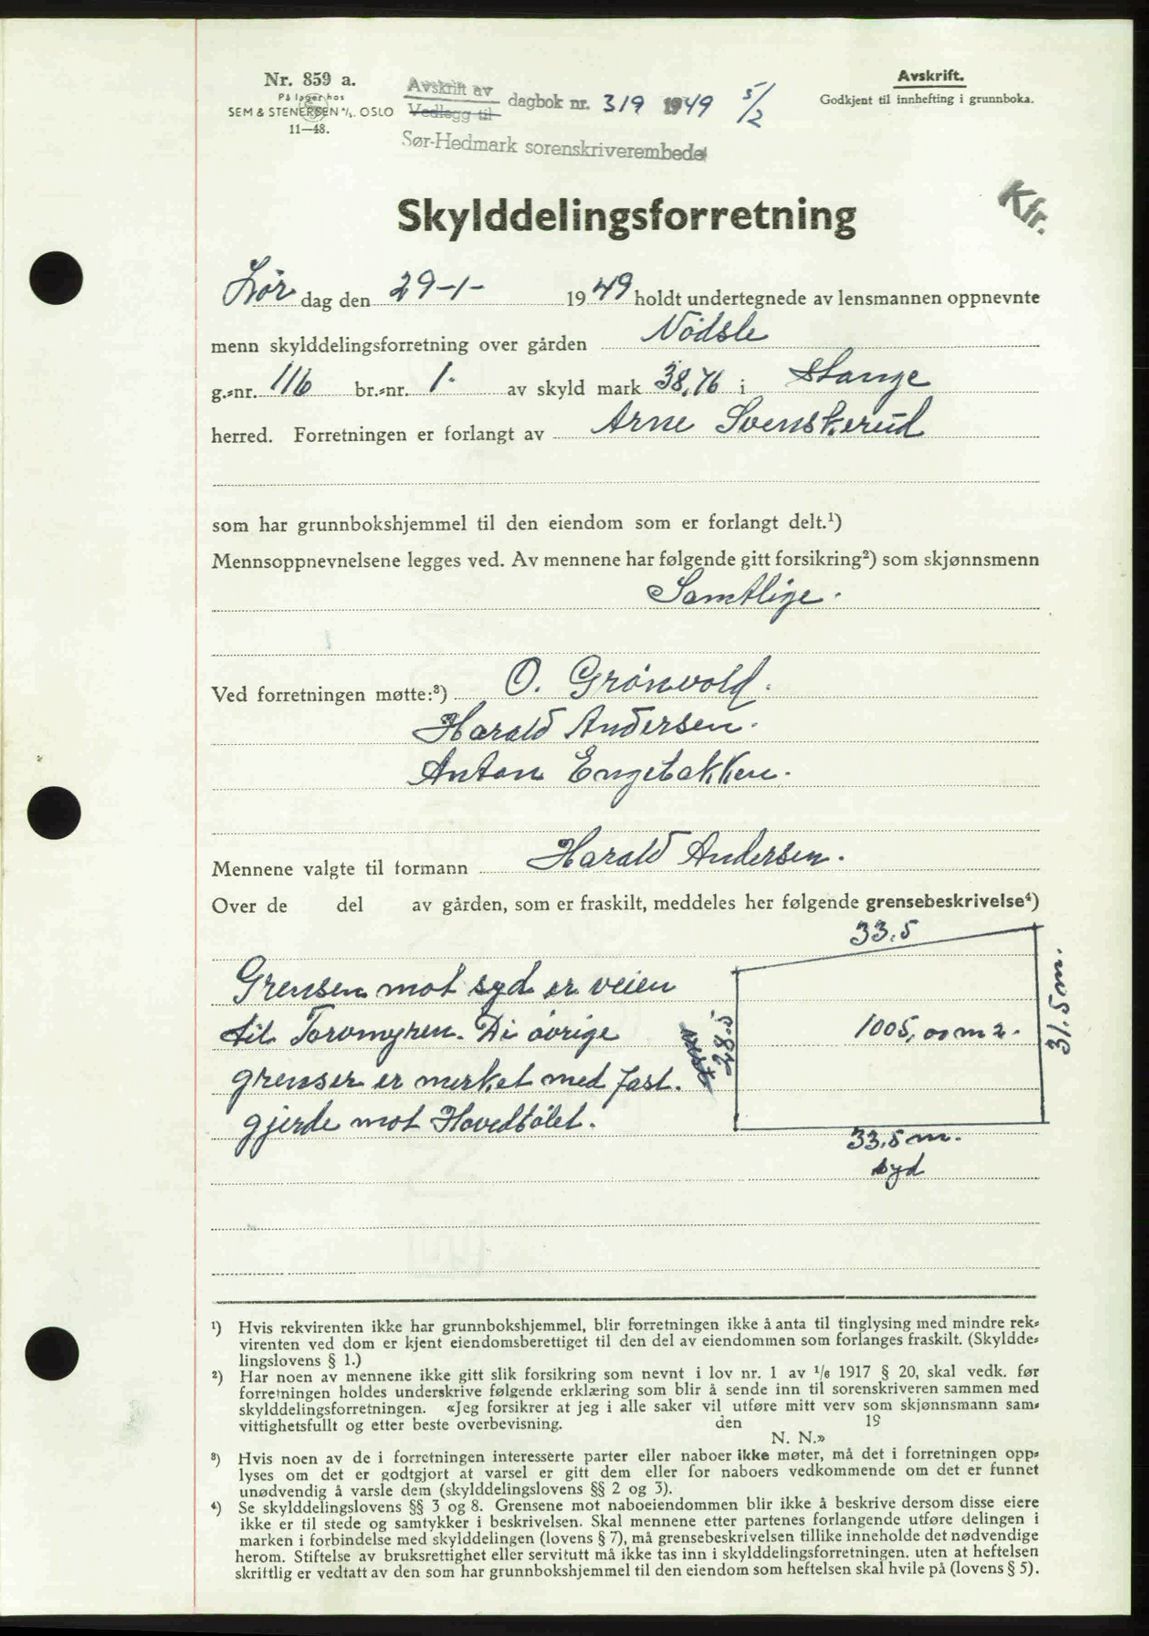 Nr. 859 a.
På lager hos
SEM & STENERSEN A/S. OSLO
11—48.
Avskrift av
Vedlegg til
dagbok nr. 319 1949 5/2
Sør-Hedmark sorenskriverembede
Avskrift.
Godkjent til innhefting i grunnboka.
Kfr.
Skylddelingsforretning
Lør dag den 29-1- 1949 holdt undertegnede av lensmannen oppnevnte
menn skylddelingsforretning over gården Nødsle
g.-nr. 116 br.-nr. 1. av skyld mark 38,76 i Stange
herred. Forretningen er forlangt av Arne Svenskerud
som har grunnbokshjemmel til den eiendom som er forlangt delt.¹)
Mennsoppnevnelsene legges ved. Av mennene har følgende gitt forsikring²) som skjønnsmenn
Samtlige.
Ved forretningen møtte:³) O. Grønvold.
Harald Andersen.
Anton Engebakken.
Mennene valgte til formann Harald Andersen.
Over de del av gården, som er fraskilt, meddeles her følgende grensebeskrivelse⁴)
33,5
Grensen mot syd er veien
til Torvmyren. Di øvrige
grenser er merket med fast.
gjerde mot Hovedbølet.
vest
28.5
1005,00 m2.
31.5 m.
33,5 m.
syd
¹) Hvis rekvirenten ikke har grunnbokshjemmel, blir forretningen ikke å anta til tinglysing med mindre rek-
virenten ved dom er kjent eiendomsberettiget til den del av eiendommen som forlanges fraskilt. (Skyldde-
lingslovens § 1.)
²) Har noen av mennene ikke gitt slik forsikring som nevnt i lov nr. 1 av 1/6 1917 § 20, skal vedk. før
forretningen holdes underskrive følgende erklæring som blir å sende inn til sorenskriveren sammen med
skylddelingsforretningen. «Jeg forsikrer at jeg i alle saker vil utføre mitt verv som skjønnsmann sam-
vittighetsfullt og etter beste overbevisning. den 19
N. N.»
³) Hvis noen av de i forretningen interesserte parter eller naboer ikke møter, må det i forretningen opp-
lyses om det er godtgjort at varsel er gitt dem eller for naboers vedkommende om det er funnet
unødvendig å varsle dem (skylddelingslovens §§ 2 og 3).
⁴) Se skylddelingslovens §§ 3 og 8. Grensene mot naboeiendommen blir ikke å beskrive dersom disse eiere
ikke er til stede og samtykker i beskrivelsen. Skal mennene etter partenes forlangende utføre delingen i
marken i forbindelse med skylddelingen (lovens § 7), må grensebeskrivelsen tillike inneholde det nødvendige
herom. Stiftelse av bruksrettighet eller servitutt må ikke tas inn i skylddelingsforretningen. uten at heftelsen
skriftlig er vedtatt av den som har grunnbokshjemmel til den eiendom som heftelsen skal hvile på (lovens § 5).